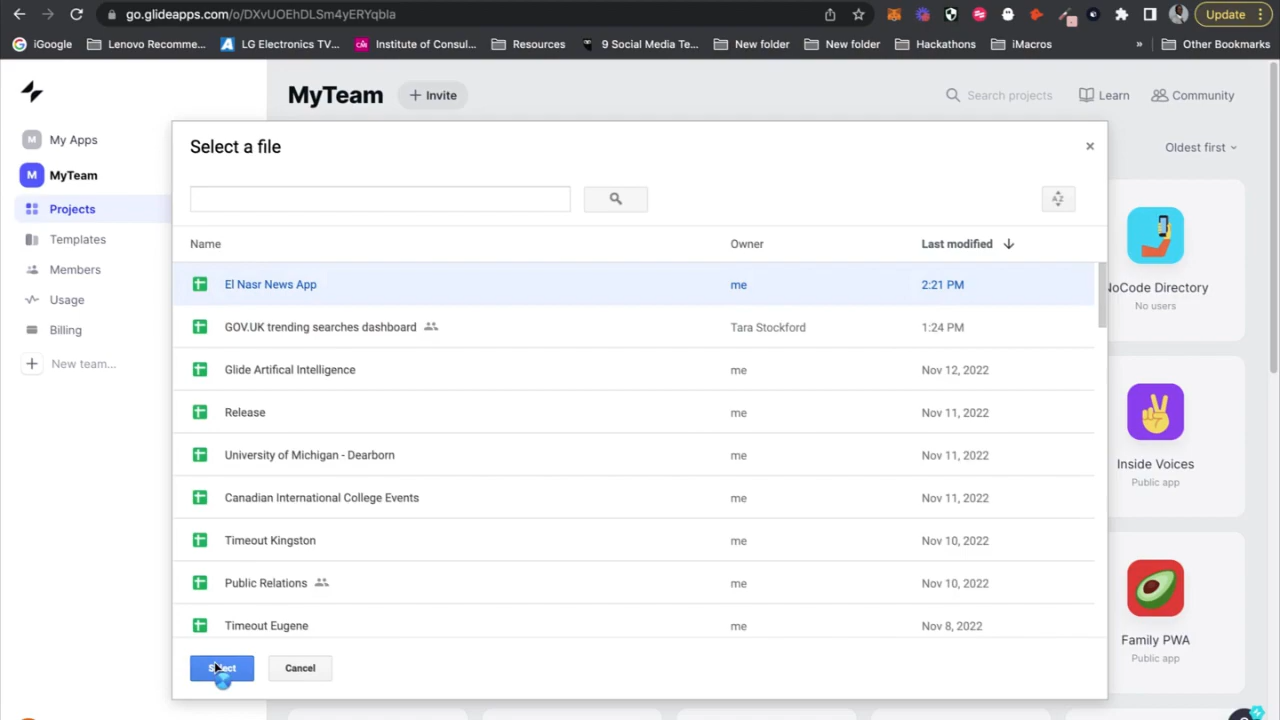 go.glideapps.com/o/DXvUOEhDLSm4yERYqbla
Update
iGoogle
Lenovo Recomme...
LG Electronics TV...
Institute of Consul...
Resources
9 Social Media Te...
New folder
New folder
Hackathons
iMacros
»
Other Bookmarks
MyTeam
+ Invite
Search projects
Learn
Community
M My Apps
M MyTeam
Projects
Templates
Members
Usage
Billing
+ New team...
Oldest first
Select a file
×
Name Owner Last modified
El Nasr News App me 2:21 PM
GOV.UK trending searches dashboard Tara Stockford 1:24 PM
Glide Artifical Intelligence me Nov 12, 2022
Release me Nov 11, 2022
University of Michigan - Dearborn me Nov 11, 2022
Canadian International College Events me Nov 11, 2022
Timeout Kingston me Nov 10, 2022
Public Relations me Nov 10, 2022
Timeout Eugene me Nov 8, 2022
Select Cancel
NoCode Directory
No users
Inside Voices
Public app
Family PWA
Public app